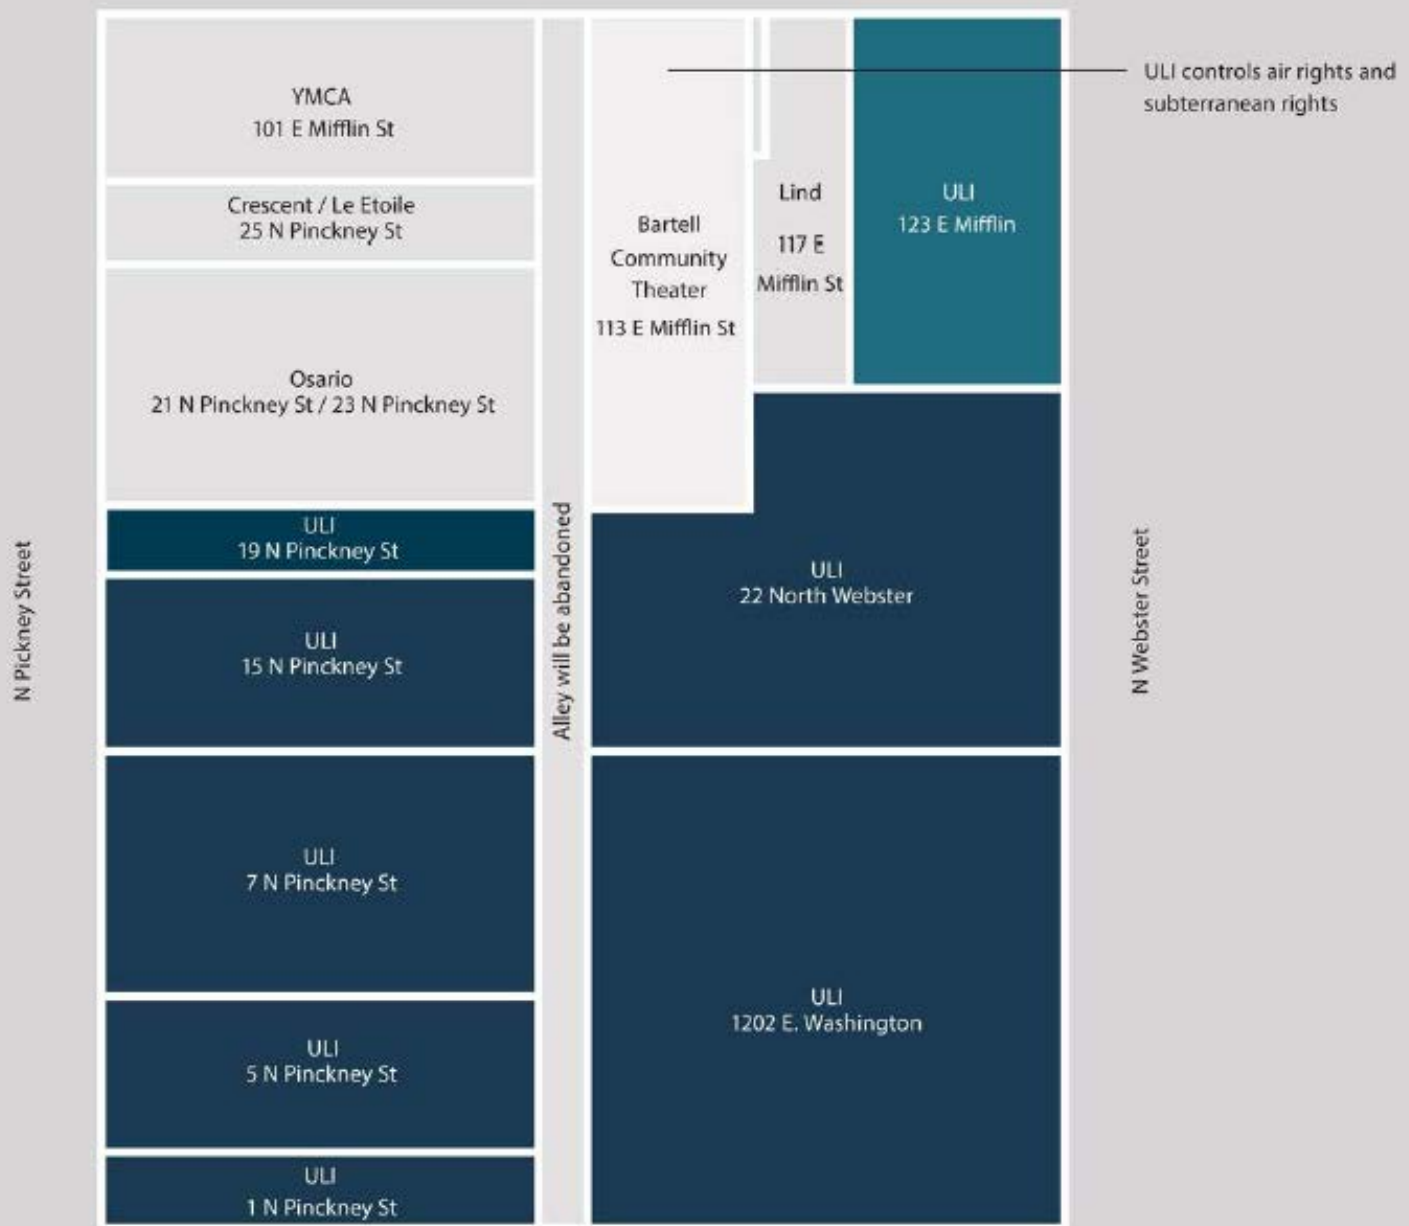 YMCA
101 E Mifflin St
Crescent / Le Etoile
25 N Pinckney St
Osario
21 N Pinckney St / 23 N Pinckney St
ULI
19 N Pinckney St
ULI
15 N Pinckney St
ULI
7 N Pinckney St
ULI
5 N Pinckney St
ULI
1 N Pinckney St
N Pickney Street
Alley will be abandoned
Bartell
Community
Theater
113 E Mifflin St
Lind
117 E
Mifflin St
ULI
123 E Mifflin
ULI controls air rights and
subterranean rights
ULI
22 North Webster
ULI
1202 E. Washington
N Webster Street